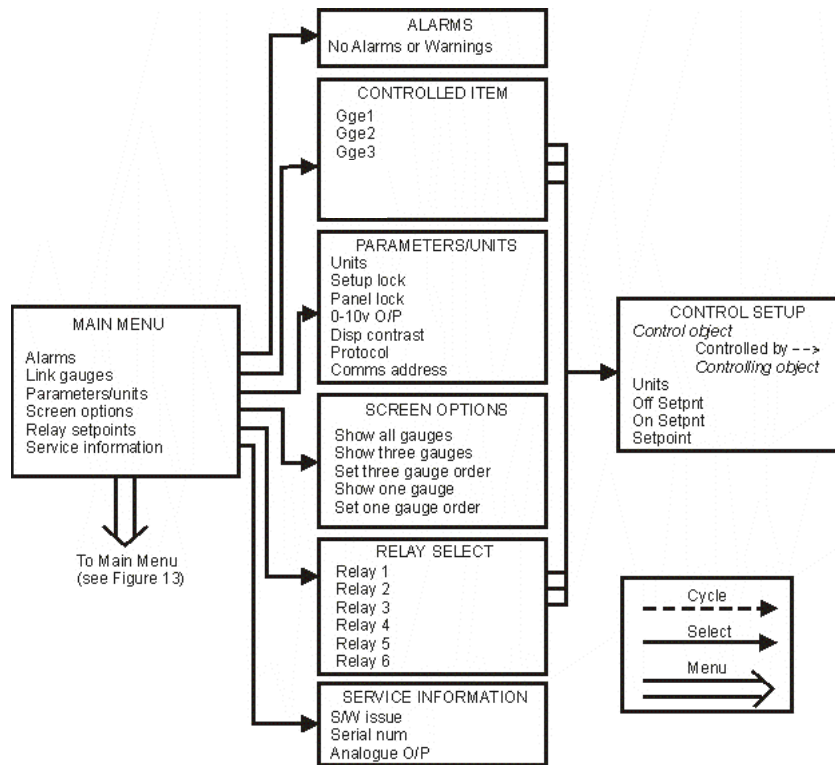 ALARMS
No Alarms or Warnings
CONTROLLED ITEM
Gge1
Gge2
Gge3
PARAMETERS/UNITS
Units
Setup lock
Panel lock
0-10v O/P
Disp contrast
Protocol
Comms address
MAIN MENU
Alarms
Link gauges
Parameters/units
Screen options
Relay setpoints
Service information
To Main Menu
(see Figure 13)
SCREEN OPTIONS
Show all gauges
Show three gauges
Set three gauge order
Show one gauge
Set one gauge order
RELAY SELECT
Relay 1
Relay 2
Relay 3
Relay 4
Relay 5
Relay 6
SERVICE INFORMATION
S/W issue
Serial num
Analogue O/P
CONTROL SETUP
Control object
Controlled by -->
Controlling object
Units
Off Setpnt
On Setpnt
Setpoint
Cycle
Select
Menu